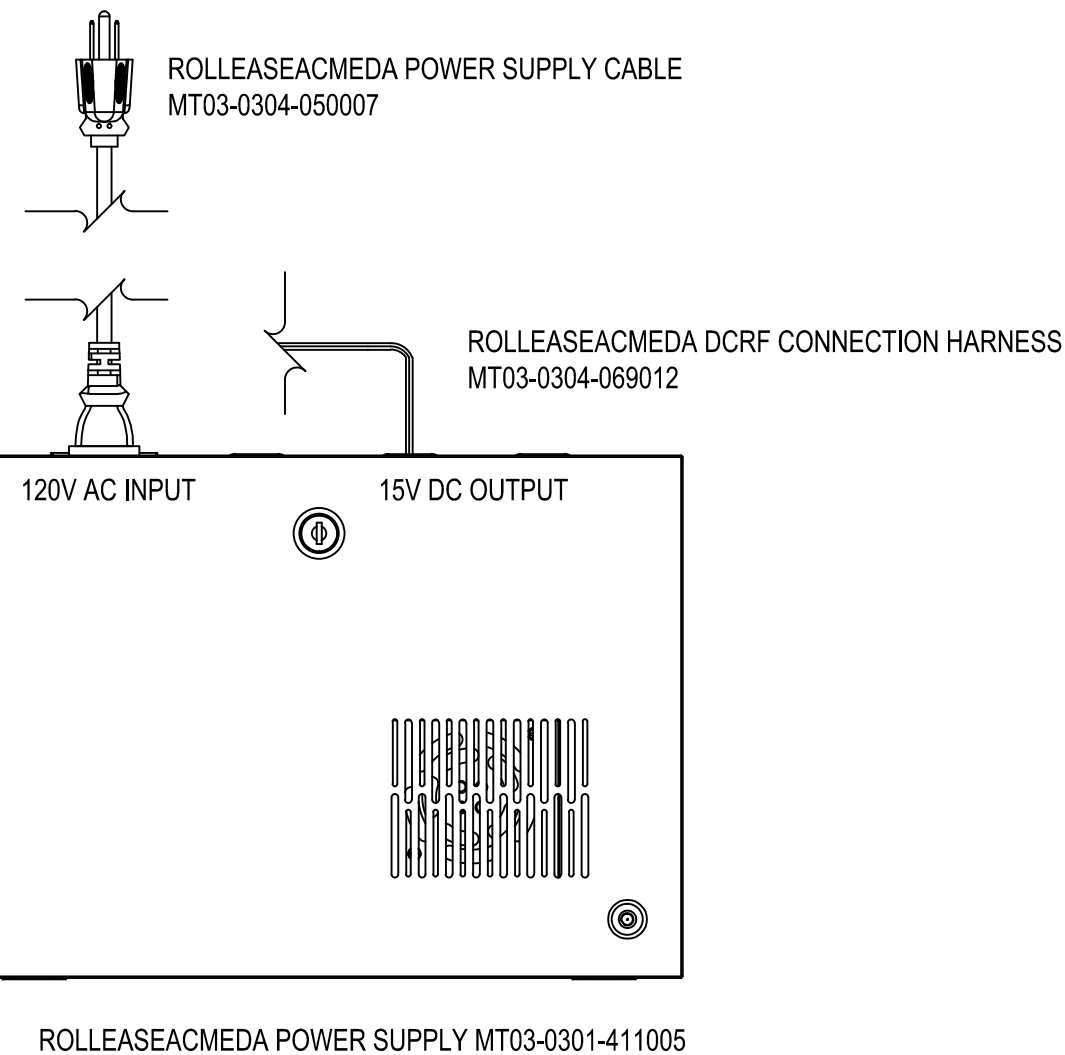 ROLLEASEACMEDA POWER SUPPLY CABLE
MT03-0304-050007
ROLLEASEACMEDA DCRF CONNECTION HARNESS
MT03-0304-069012
120V AC INPUT
15V DC OUTPUT
ROLLEASEACMEDA POWER SUPPLY MT03-0301-411005